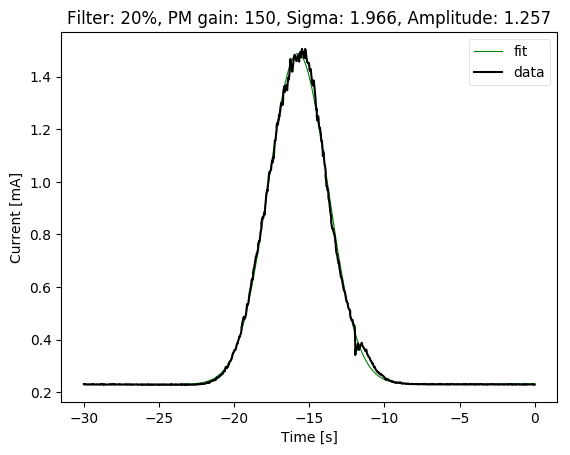 Filter: 20%, PM gain: 150, Sigma: 1.966, Amplitude: 1.257
fit
data
Current [mA]
1.4
1.2
1.0
0.8
0.6
0.4
0.2
−30
−25
−20
−15
−10
−5
0
Time [s]